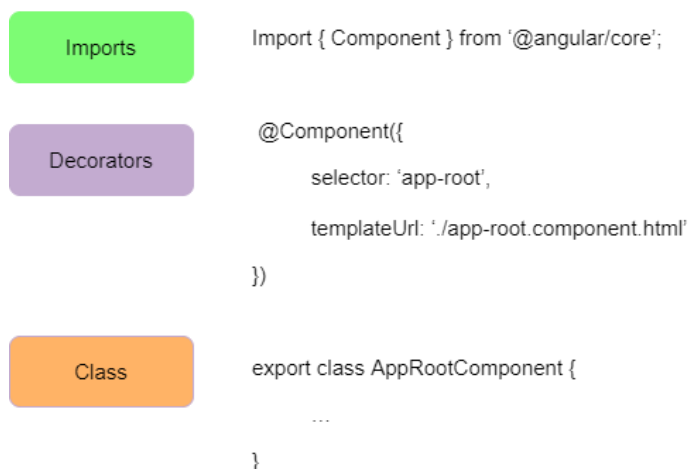 Imports
Import { Component } from ‘@angular/core’;
Decorators
@Component({
selector: ‘app-root’,
templateUrl: ‘./app-root.component.html’
})
Class
export class AppRootComponent {
...
}